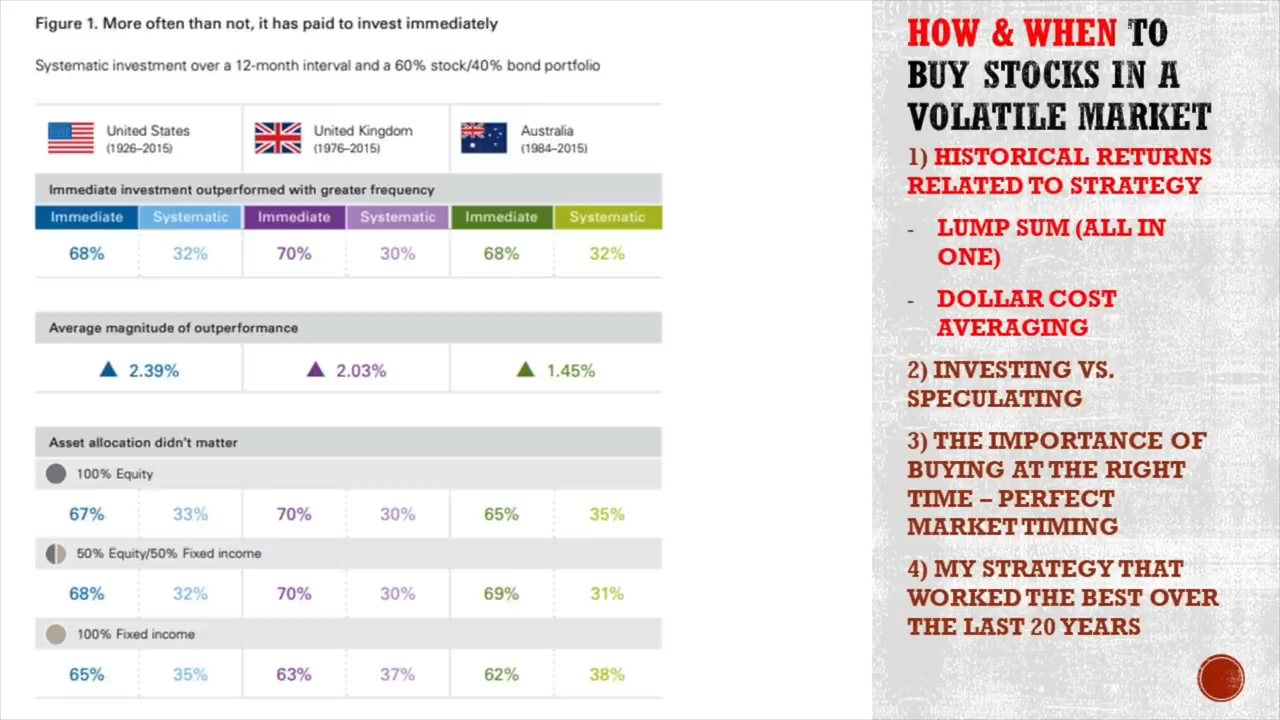 Figure 1. More often than not, it has paid to invest immediately
Systematic investment over a 12-month interval and a 60% stock/40% bond portfolio
United States
(1926–2015)
United Kingdom
(1976–2015)
Australia
(1984–2015)
Immediate investment outperformed with greater frequency
Immediate Systematic Immediate Systematic Immediate Systematic
68% 32% 70% 30% 68% 32%
Average magnitude of outperformance
2.39% 2.03% 1.45%
Asset allocation didn't matter
100% Equity
67% 33% 70% 30% 65% 35%
50% Equity/50% Fixed income
68% 32% 70% 30% 69% 31%
100% Fixed income
65% 35% 63% 37% 62% 38%
HOW & WHEN TO
BUY STOCKS IN A
VOLATILE MARKET
1) HISTORICAL RETURNS
RELATED TO STRATEGY
- LUMP SUM (ALL IN
ONE)
- DOLLAR COST
AVERAGING
2) INVESTING VS.
SPECULATING
3) THE IMPORTANCE OF
BUYING AT THE RIGHT
TIME – PERFECT
MARKET TIMING
4) MY STRATEGY THAT
WORKED THE BEST OVER
THE LAST 20 YEARS